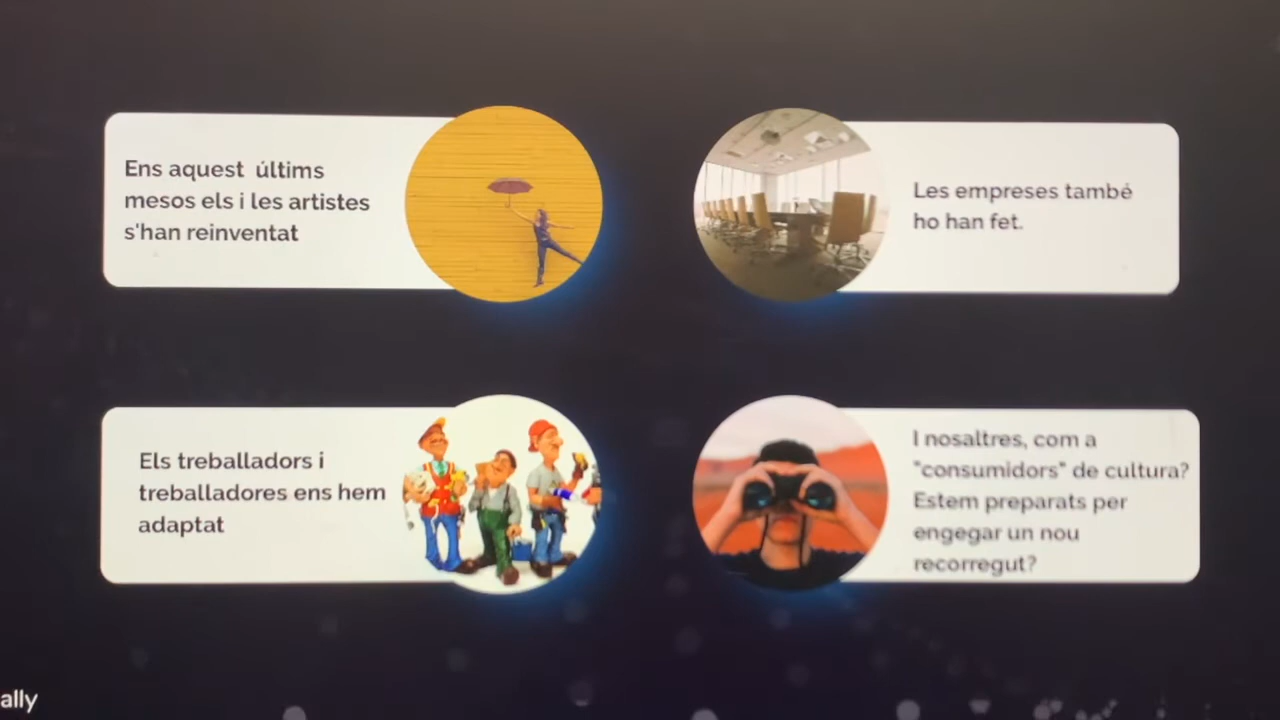 Ens aquest últims
mesos els i les artistes
s'han reinventat
Les empreses també
ho han fet.
Els treballadors i
treballadores ens hem
adaptat
I nosaltres, com a
"consumidors" de cultura?
Estem preparats per
engegar un nou
recorregut?
ally